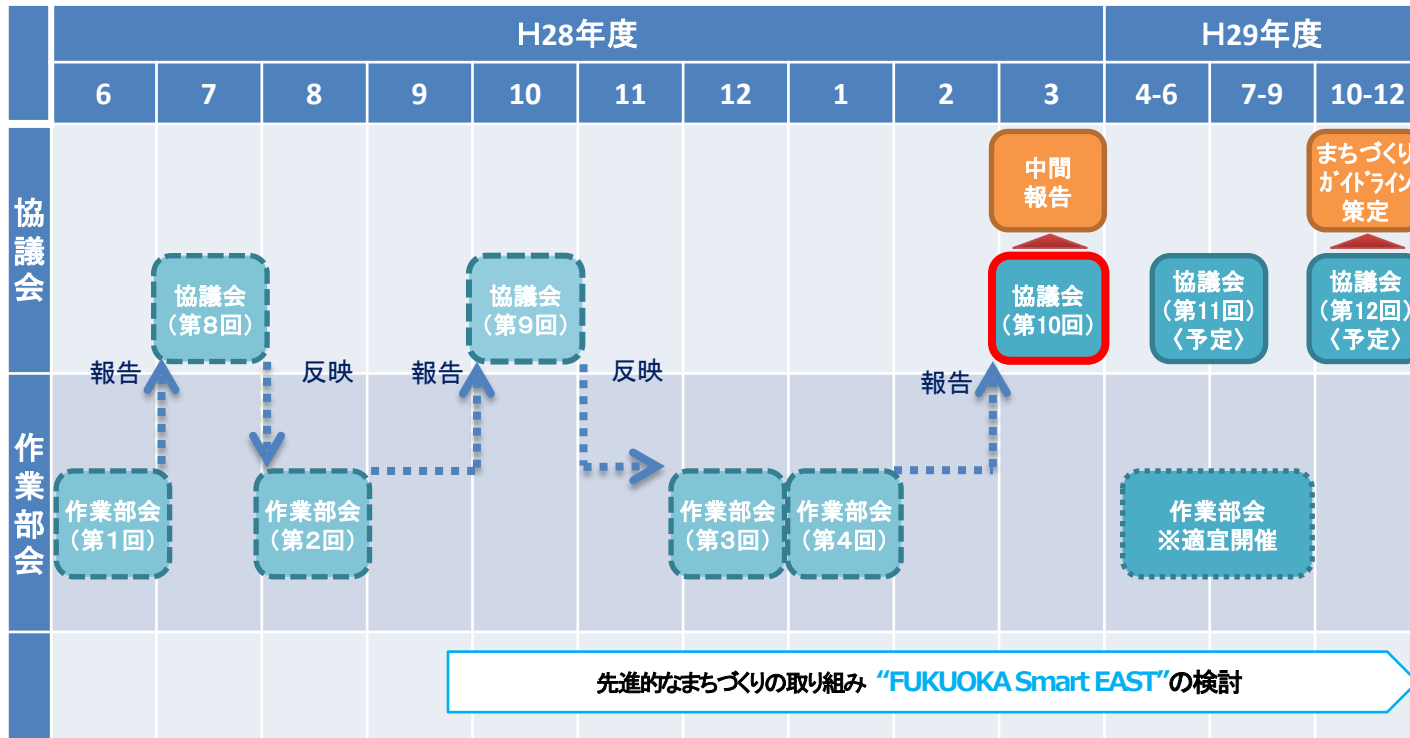 H28年度
H29年度
6
7
8
9
10
11
12
1
2
3
4-6
7-9
10-12
協議会
中間
報告
まちづくり
ガイドライン
策定
協議会
(第8回)
協議会
(第9回)
協議会
(第10回)
協議会
(第11回)
〈予定〉
協議会
(第12回)
〈予定〉
報告
反映
報告
反映
報告
作業部会
作業部会
(第1回)
作業部会
(第2回)
作業部会
(第3回)
作業部会
(第4回)
作業部会
※適宜開催
先進的なまちづくりの取り組み “FUKUOKA Smart EAST”の検討